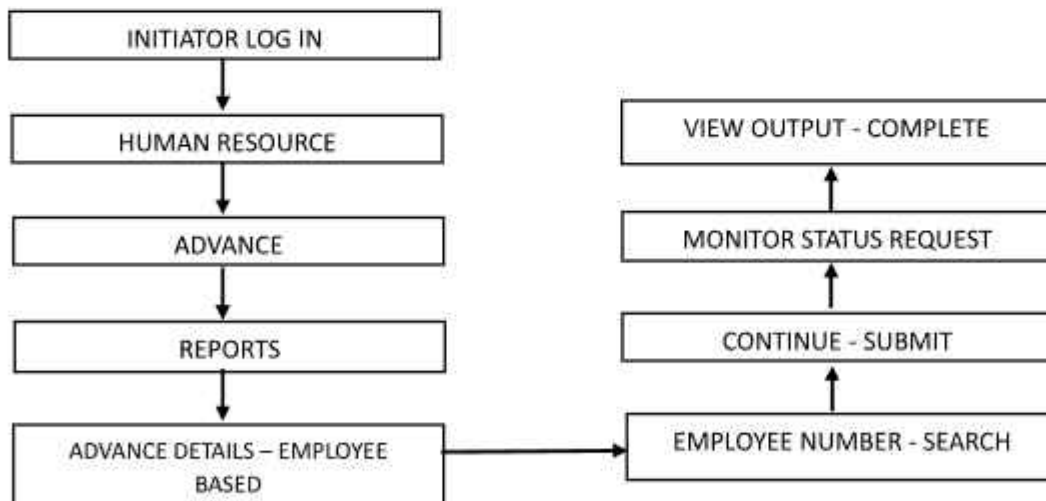 INITIATOR LOG IN
HUMAN RESOURCE
ADVANCE
REPORTS
ADVANCE DETAILS – EMPLOYEE
BASED
EMPLOYEE NUMBER - SEARCH
CONTINUE - SUBMIT
MONITOR STATUS REQUEST
VIEW OUTPUT - COMPLETE